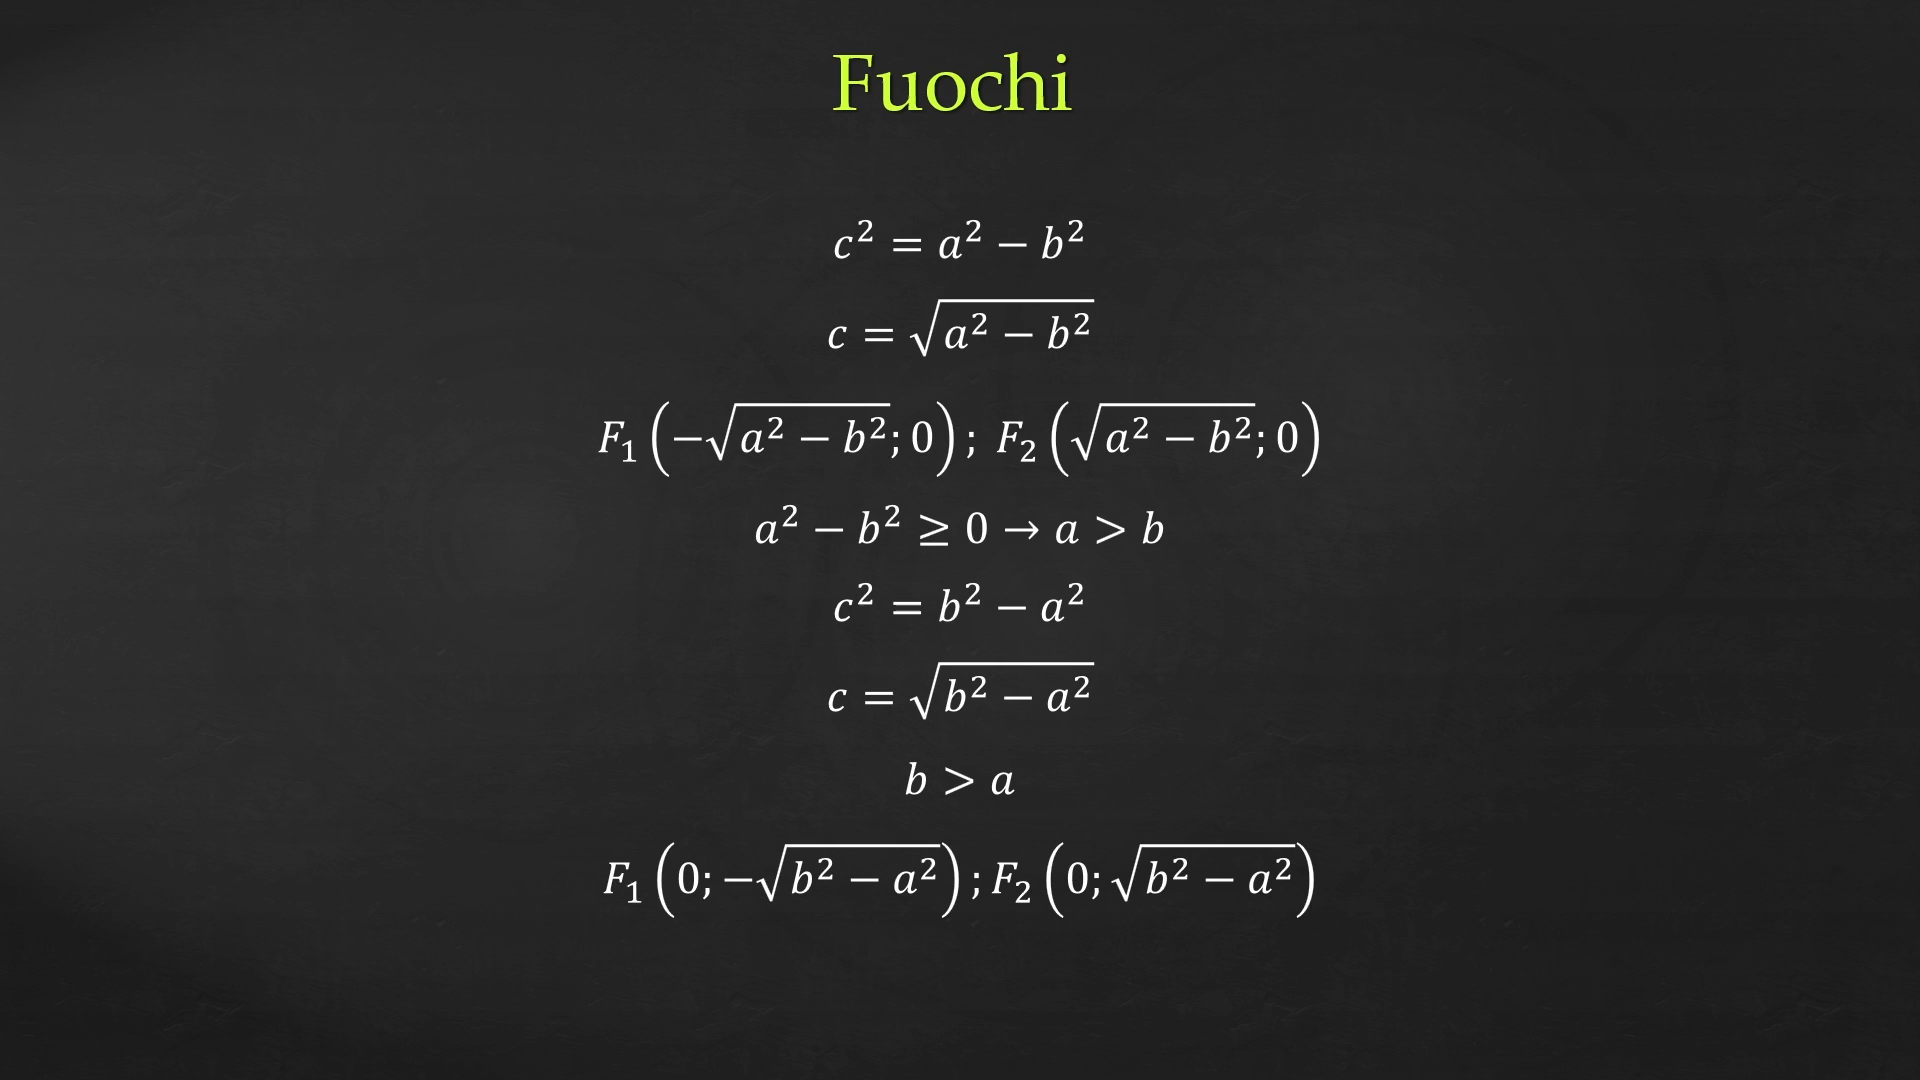 Fuochi
c² = a² − b²
c = √(a² − b²)
F₁ (−√(a² − b²); 0) ; F₂ (√(a² − b²); 0)
a² − b² ≥ 0 → a > b
c² = b² − a²
c = √(b² − a²)
b > a
F₁ (0; −√(b² − a²)) ; F₂ (0; √(b² − a²))